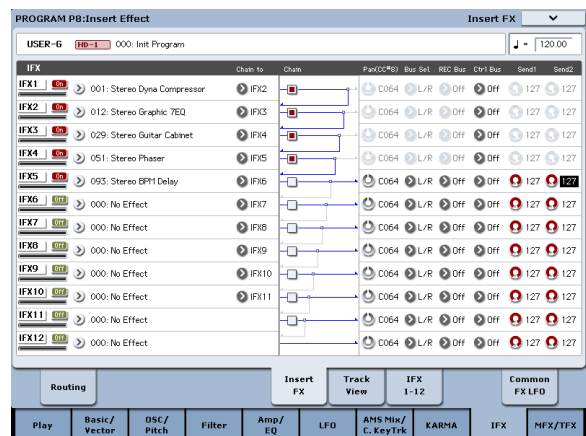 PROGRAM P8:Insert Effect Insert FX
USER-G HD-1 000: Init Program ♩= 120.00
IFX Chain to Chain Pan(CC#8) Bus Sel. REC Bus Ctrl Bus Send1 Send2
IFX1 On 001: Stereo Dyna Compressor IFX2 C064 L/R Off Off 127 127
IFX2 On 012: Stereo Graphic 7EQ IFX3 C064 L/R Off Off 127 127
IFX3 On 029: Stereo Guitar Cabinet IFX4 C064 L/R Off Off 127 127
IFX4 On 051: Stereo Phaser IFX5 C064 L/R Off Off 127 127
IFX5 On 093: Stereo BPM Delay IFX6 C064 L/R Off Off 127 127
IFX6 Off 000: No Effect IFX7 C064 L/R Off Off 127 127
IFX7 Off 000: No Effect IFX8 C064 L/R Off Off 127 127
IFX8 Off 000: No Effect IFX9 C064 L/R Off Off 127 127
IFX9 Off 000: No Effect IFX10 C064 L/R Off Off 127 127
IFX10 Off 000: No Effect IFX11 C064 L/R Off Off 127 127
IFX11 Off 000: No Effect C064 L/R Off Off 127 127
IFX12 Off 000: No Effect C064 L/R Off Off 127 127
Routing Insert FX Track View IFX 1-12 Common FX LFO
Play Basic/Vector OSC/Pitch Filter Amp/EQ LFO AMS Mix/C. KeyTrk KARMA IFX MFX/TFX